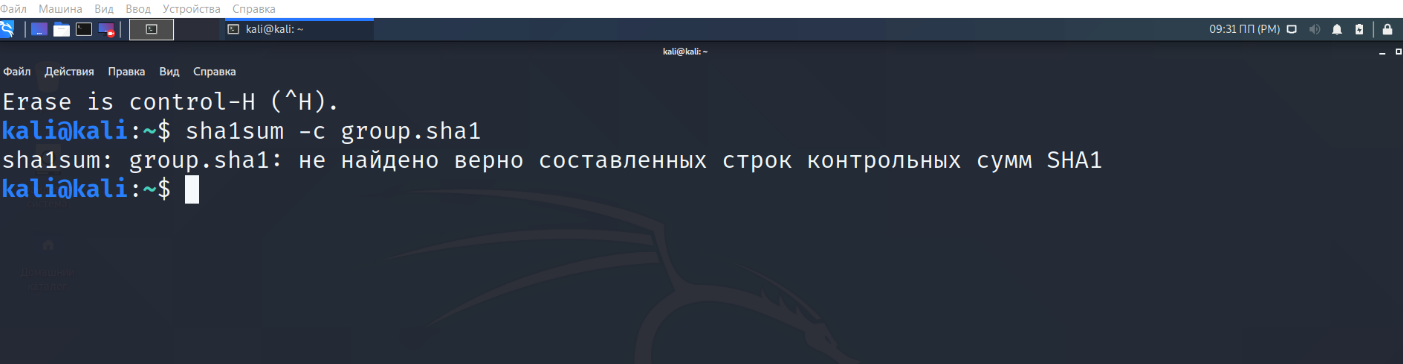 Файл Машина Вид Ввод Устройства Справка
kali@kali: ~ 09:31 ПП (PM)
kali@kali: ~
Файл Действия Правка Вид Справка
Erase is control-H (^H).
kali@kali:~$ sha1sum -c group.sha1
sha1sum: group.sha1: не найдено верно составленных строк контрольных сумм SHA1
kali@kali:~$